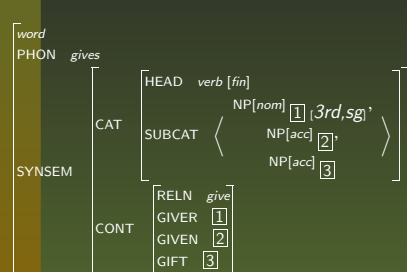 word
PHON gives
HEAD verb [fin]
NP[nom] 1 [3rd,sg],
CAT
SUBCAT 〈 NP[acc] 2, 〉
NP[acc] 3
SYNSEM
RELN give
GIVER 1
CONT
GIVEN 2
GIFT 3